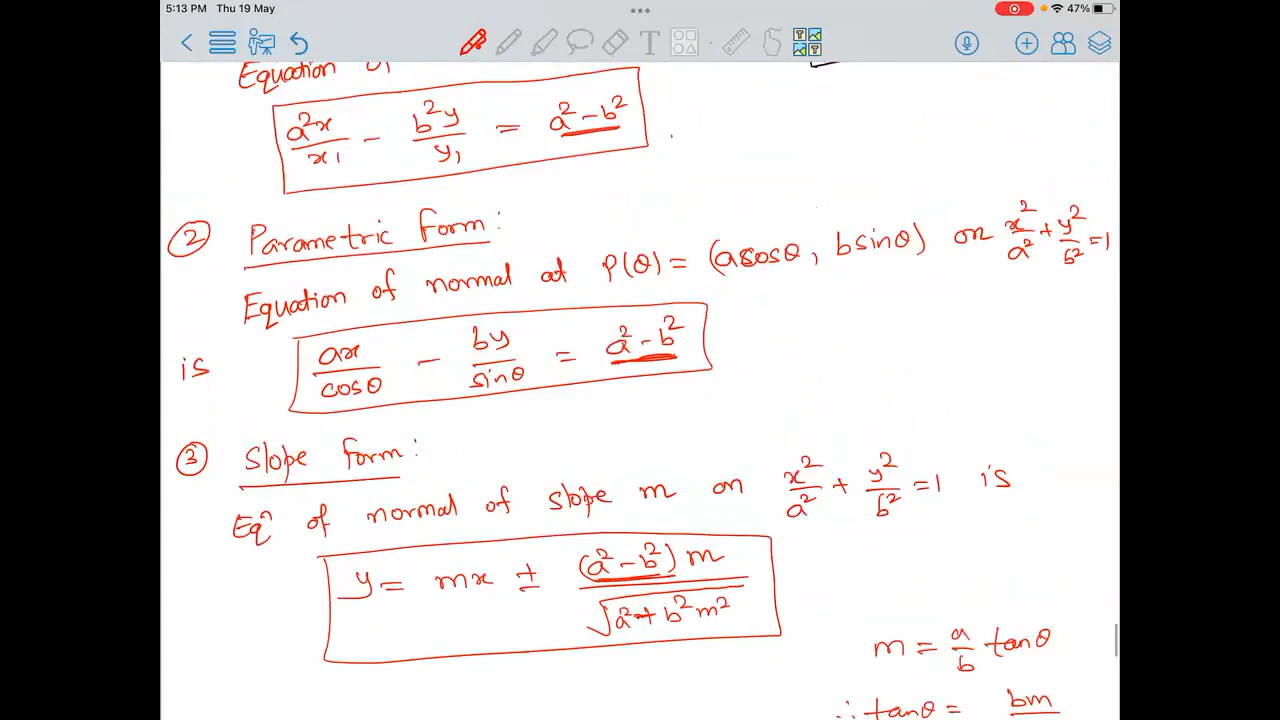 5:13 PM Thu 19 May
47%
Equation
a²x/x₁ - b²y/y₁ = a² - b²
② Parametric form:
Equation of normal at P(θ) = (acosθ, bsinθ) on x²/a² + y²/b² = 1
is ax/cosθ - by/sinθ = a² - b²
③ Slope form:
Eqⁿ of normal of slope m on x²/a² + y²/b² = 1 is
y = mx ± (a² - b²)m/√(a² + b²m²)
m = a/b tanθ
∴ tanθ = bm